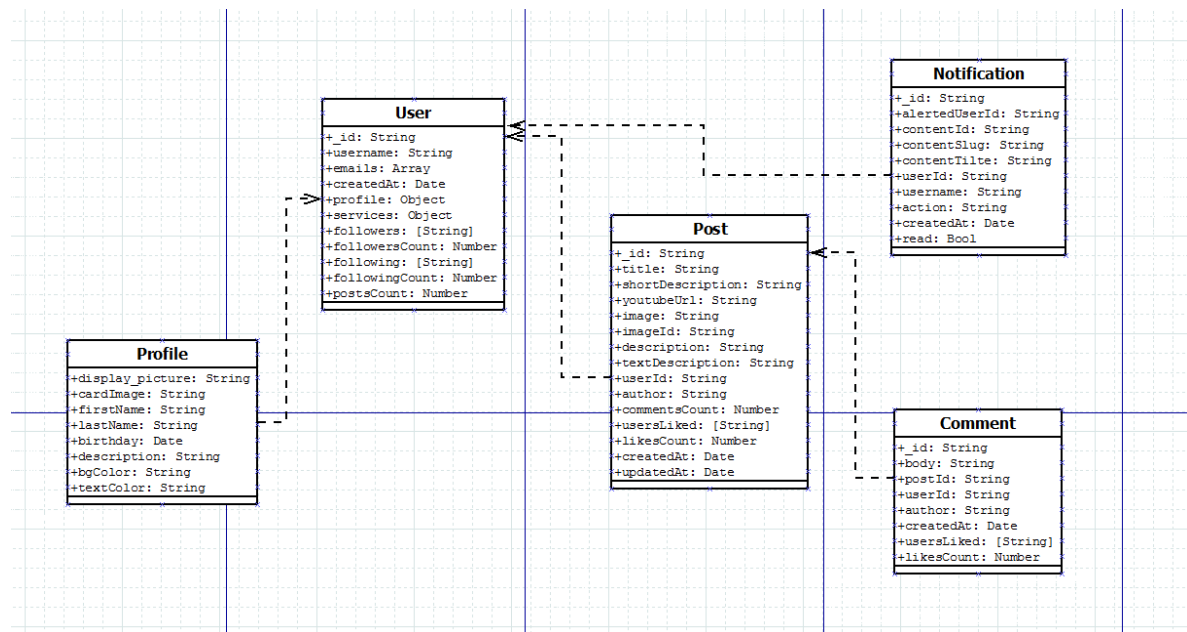 User
+_id: String
+username: String
+emails: Array
+createdAt: Date
+profile: Object
+services: Object
+followers: [String]
+followersCount: Number
+following: [String]
+followingCount: Number
+postsCount: Number
Profile
+display_picture: String
+cardImage: String
+firstName: String
+lastName: String
+birthday: Date
+description: String
+bgColor: String
+textColor: String
Post
+_id: String
+title: String
+shortDescription: String
+youtubeUrl: String
+image: String
+imageId: String
+description: String
+textDescription: String
+userId: String
+author: String
+commentsCount: Number
+usersLiked: [String]
+likesCount: Number
+createdAt: Date
+updatedAt: Date
Notification
+_id: String
+alertedUserId: String
+contentId: String
+contentSlug: String
+contentTilte: String
+userId: String
+username: String
+action: String
+createdAt: Date
+read: Bool
Comment
+_id: String
+body: String
+postId: String
+userId: String
+author: String
+createdAt: Date
+usersLiked: [String]
+likesCount: Number